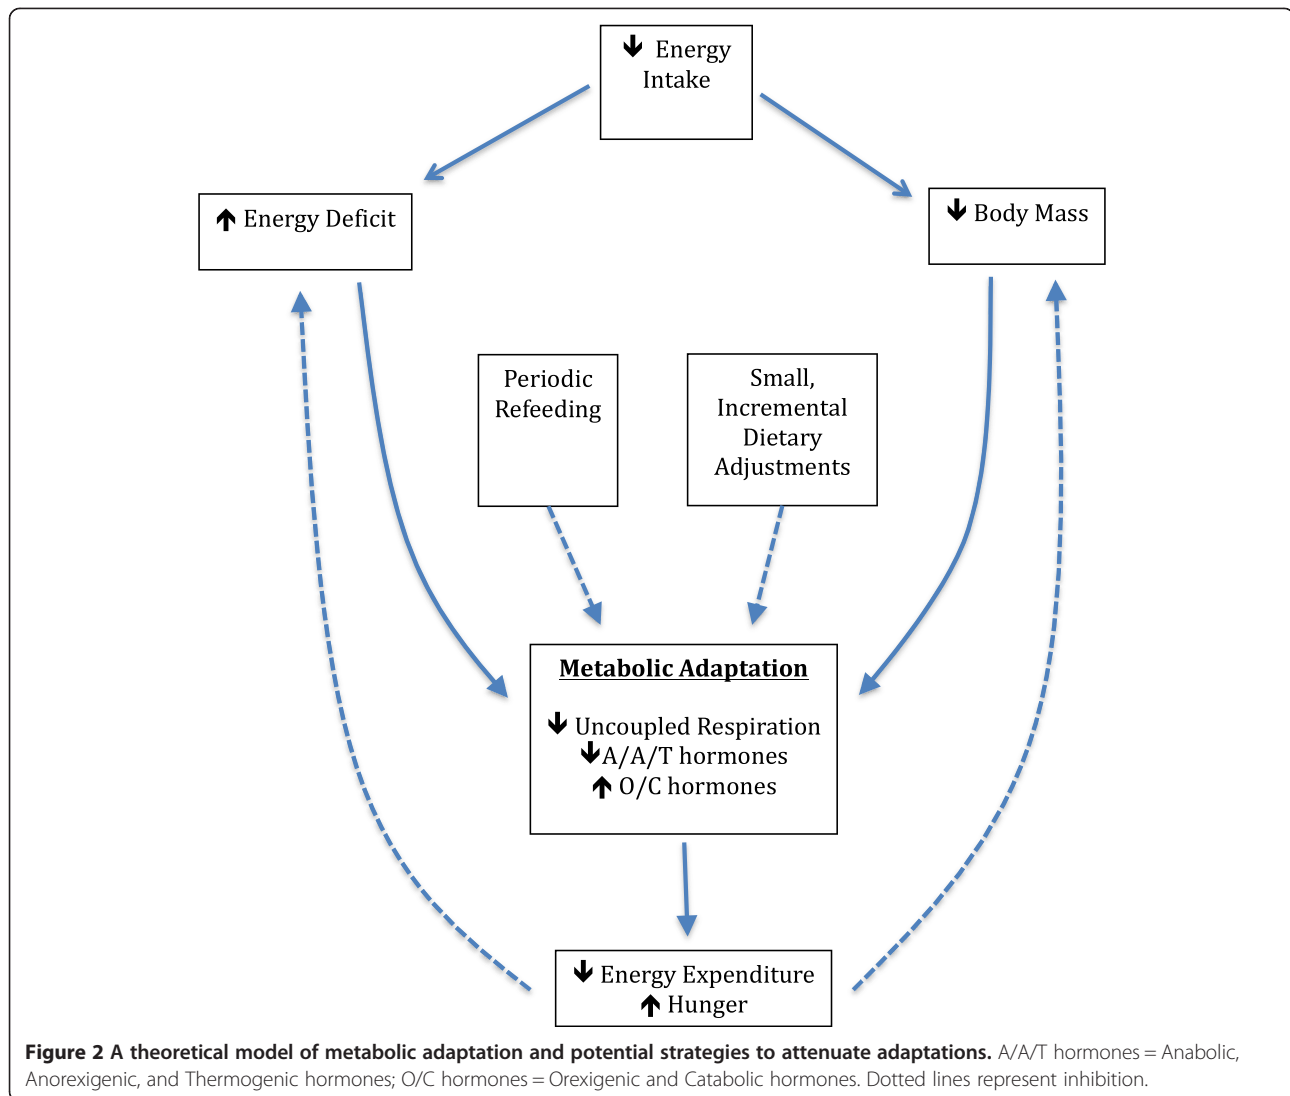 🡫 Energy
Intake
🡩 Energy Deficit
🡫 Body Mass
Periodic
Refeeding
Small,
Incremental
Dietary
Adjustments
Metabolic Adaptation
🡫 Uncoupled Respiration
🡫A/A/T hormones
🡩 O/C hormones
🡫 Energy Expenditure
🡩 Hunger
Figure 2 A theoretical model of metabolic adaptation and potential strategies to attenuate adaptations. A/A/T hormones = Anabolic,
Anorexigenic, and Thermogenic hormones; O/C hormones = Orexigenic and Catabolic hormones. Dotted lines represent inhibition.